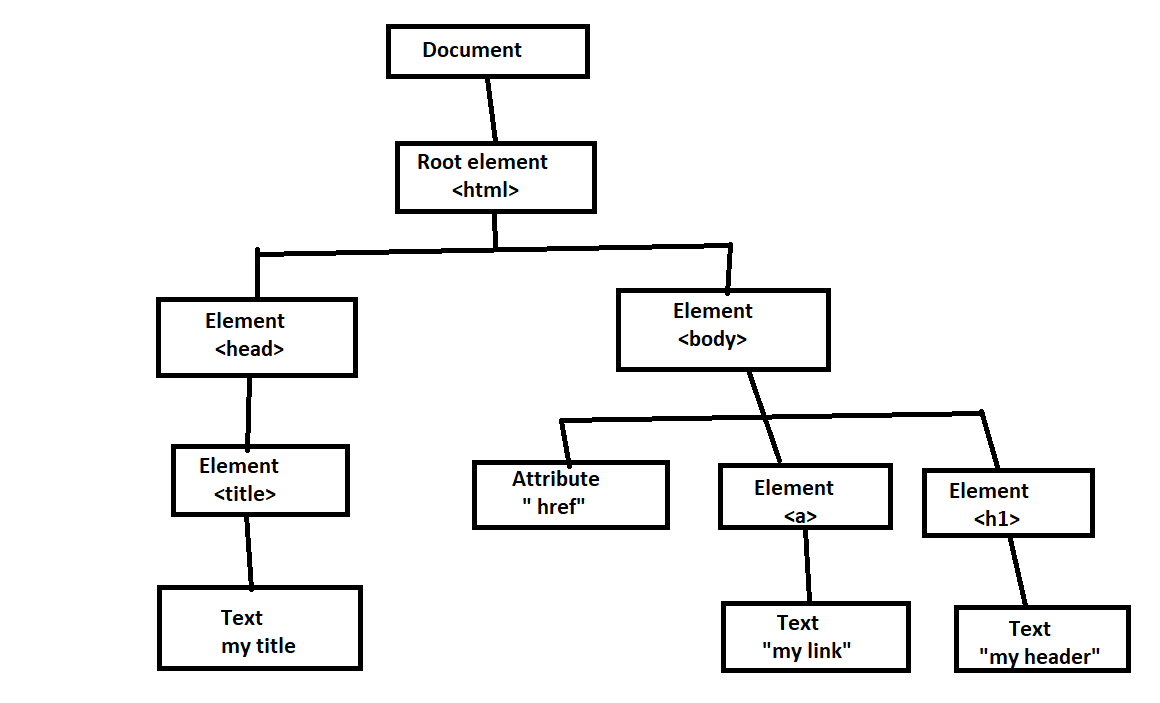 Document
Root element
<html>
Element
<head>
Element
<body>
Element
<title>
Attribute
" href"
Element
<a>
Element
<h1>
Text
my title
Text
"my link"
Text
"my header"